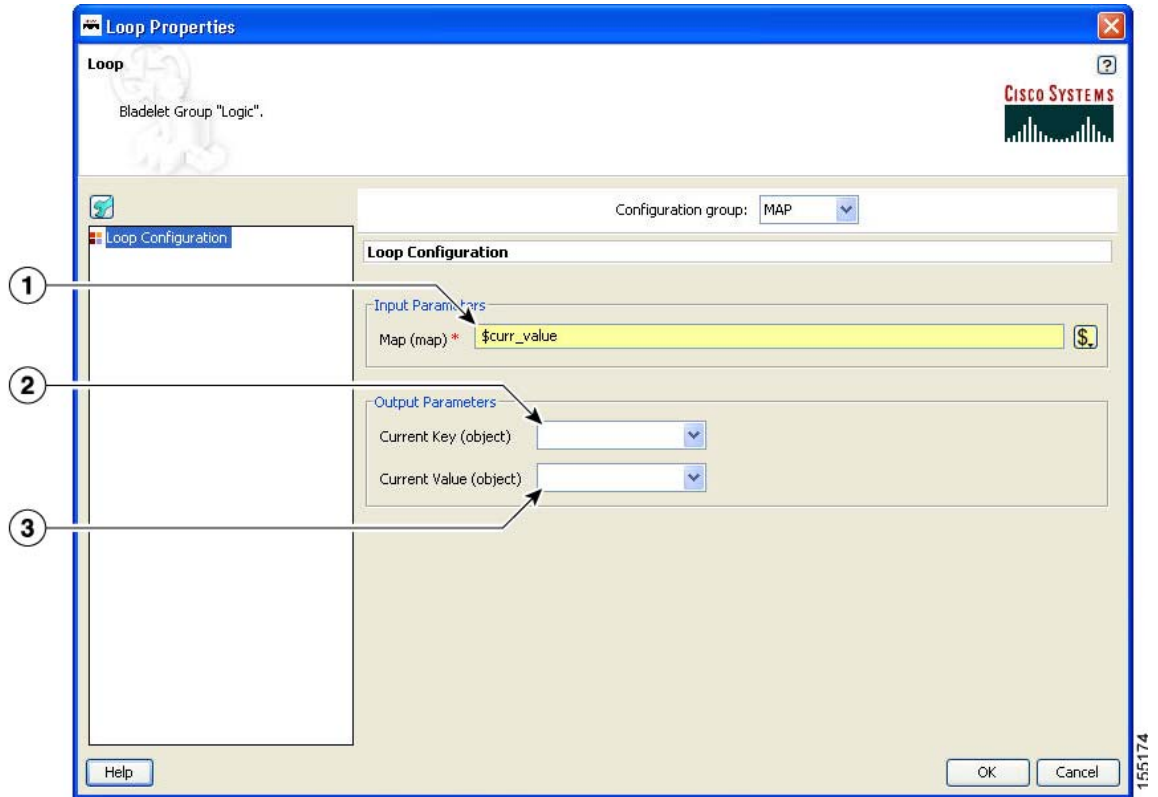 Loop Properties
Loop
?
Bladelet Group "Logic".
CISCO SYSTEMS
Configuration group: MAP
Loop Configuration
Loop Configuration
1
Input Parameters
Map (map) * $curr_value $
2
Output Parameters
Current Key (object)
Current Value (object)
3
Help OK Cancel
155174